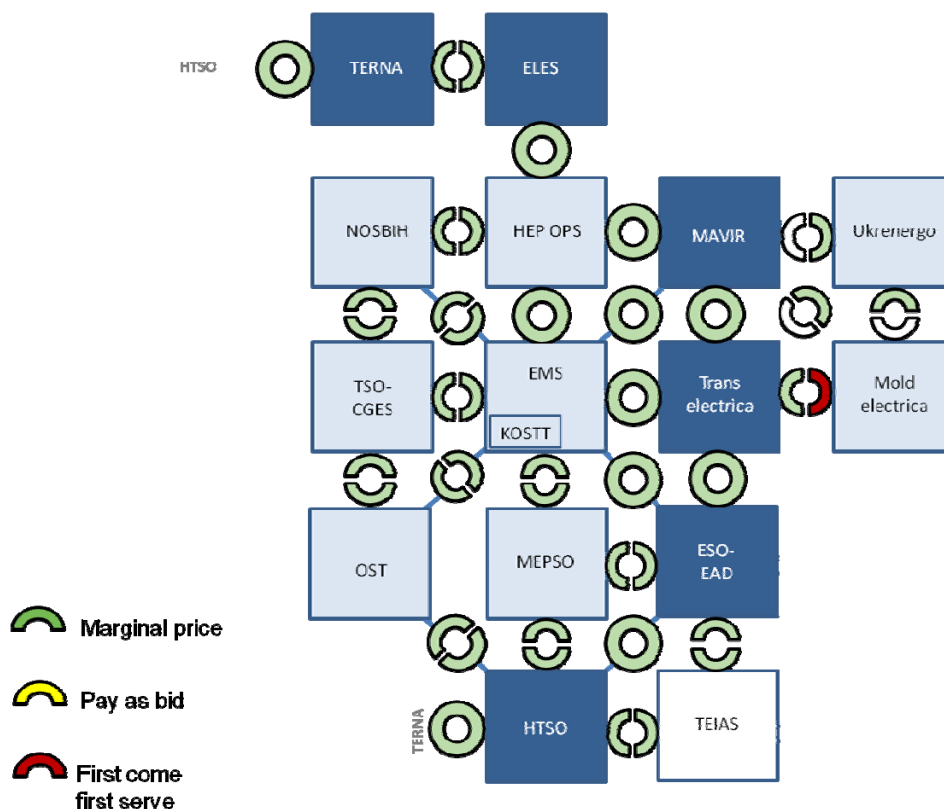 HTSO
TERNA
ELES
NOSBIH
HEP OPS
MAVIR
Ukrenergo
TSO-
CGES
EMS
KOSTT
Trans
electrica
Mold
electrica
OST
MEPSO
ESO-
EAD
TERNA
HTSO
TEIAS
Marginal price
Pay as bid
First come
first serve